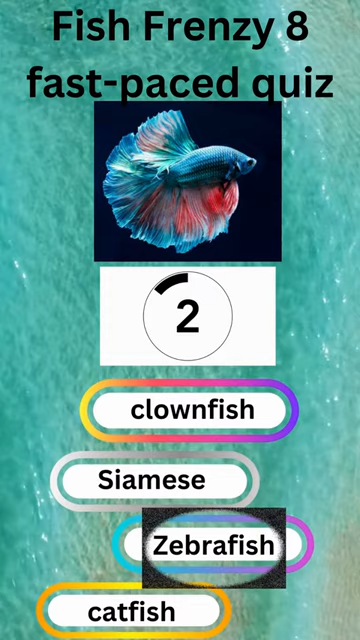 Fish Frenzy 8
fast-paced quiz
2
clownfish
Siamese
Zebrafish
catfish